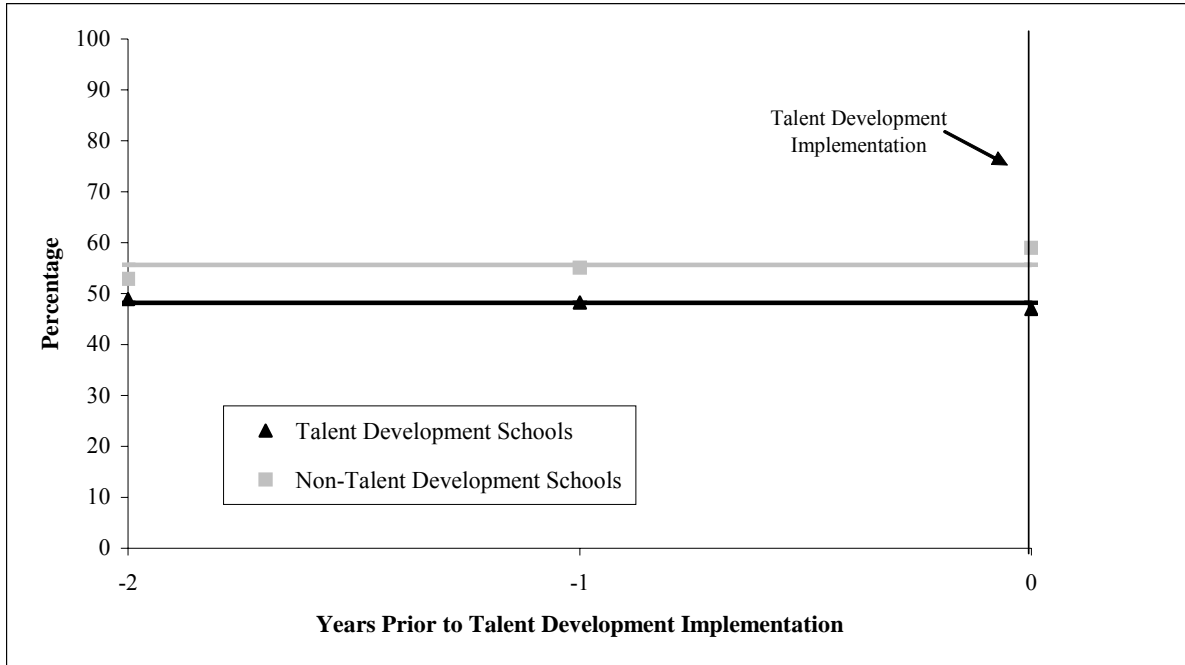 100
90
80
70
60
50
40
30
20
10
0
Percentage
Talent Development
Implementation
Talent Development Schools
Non-Talent Development Schools
-2
-1
0
Years Prior to Talent Development Implementation